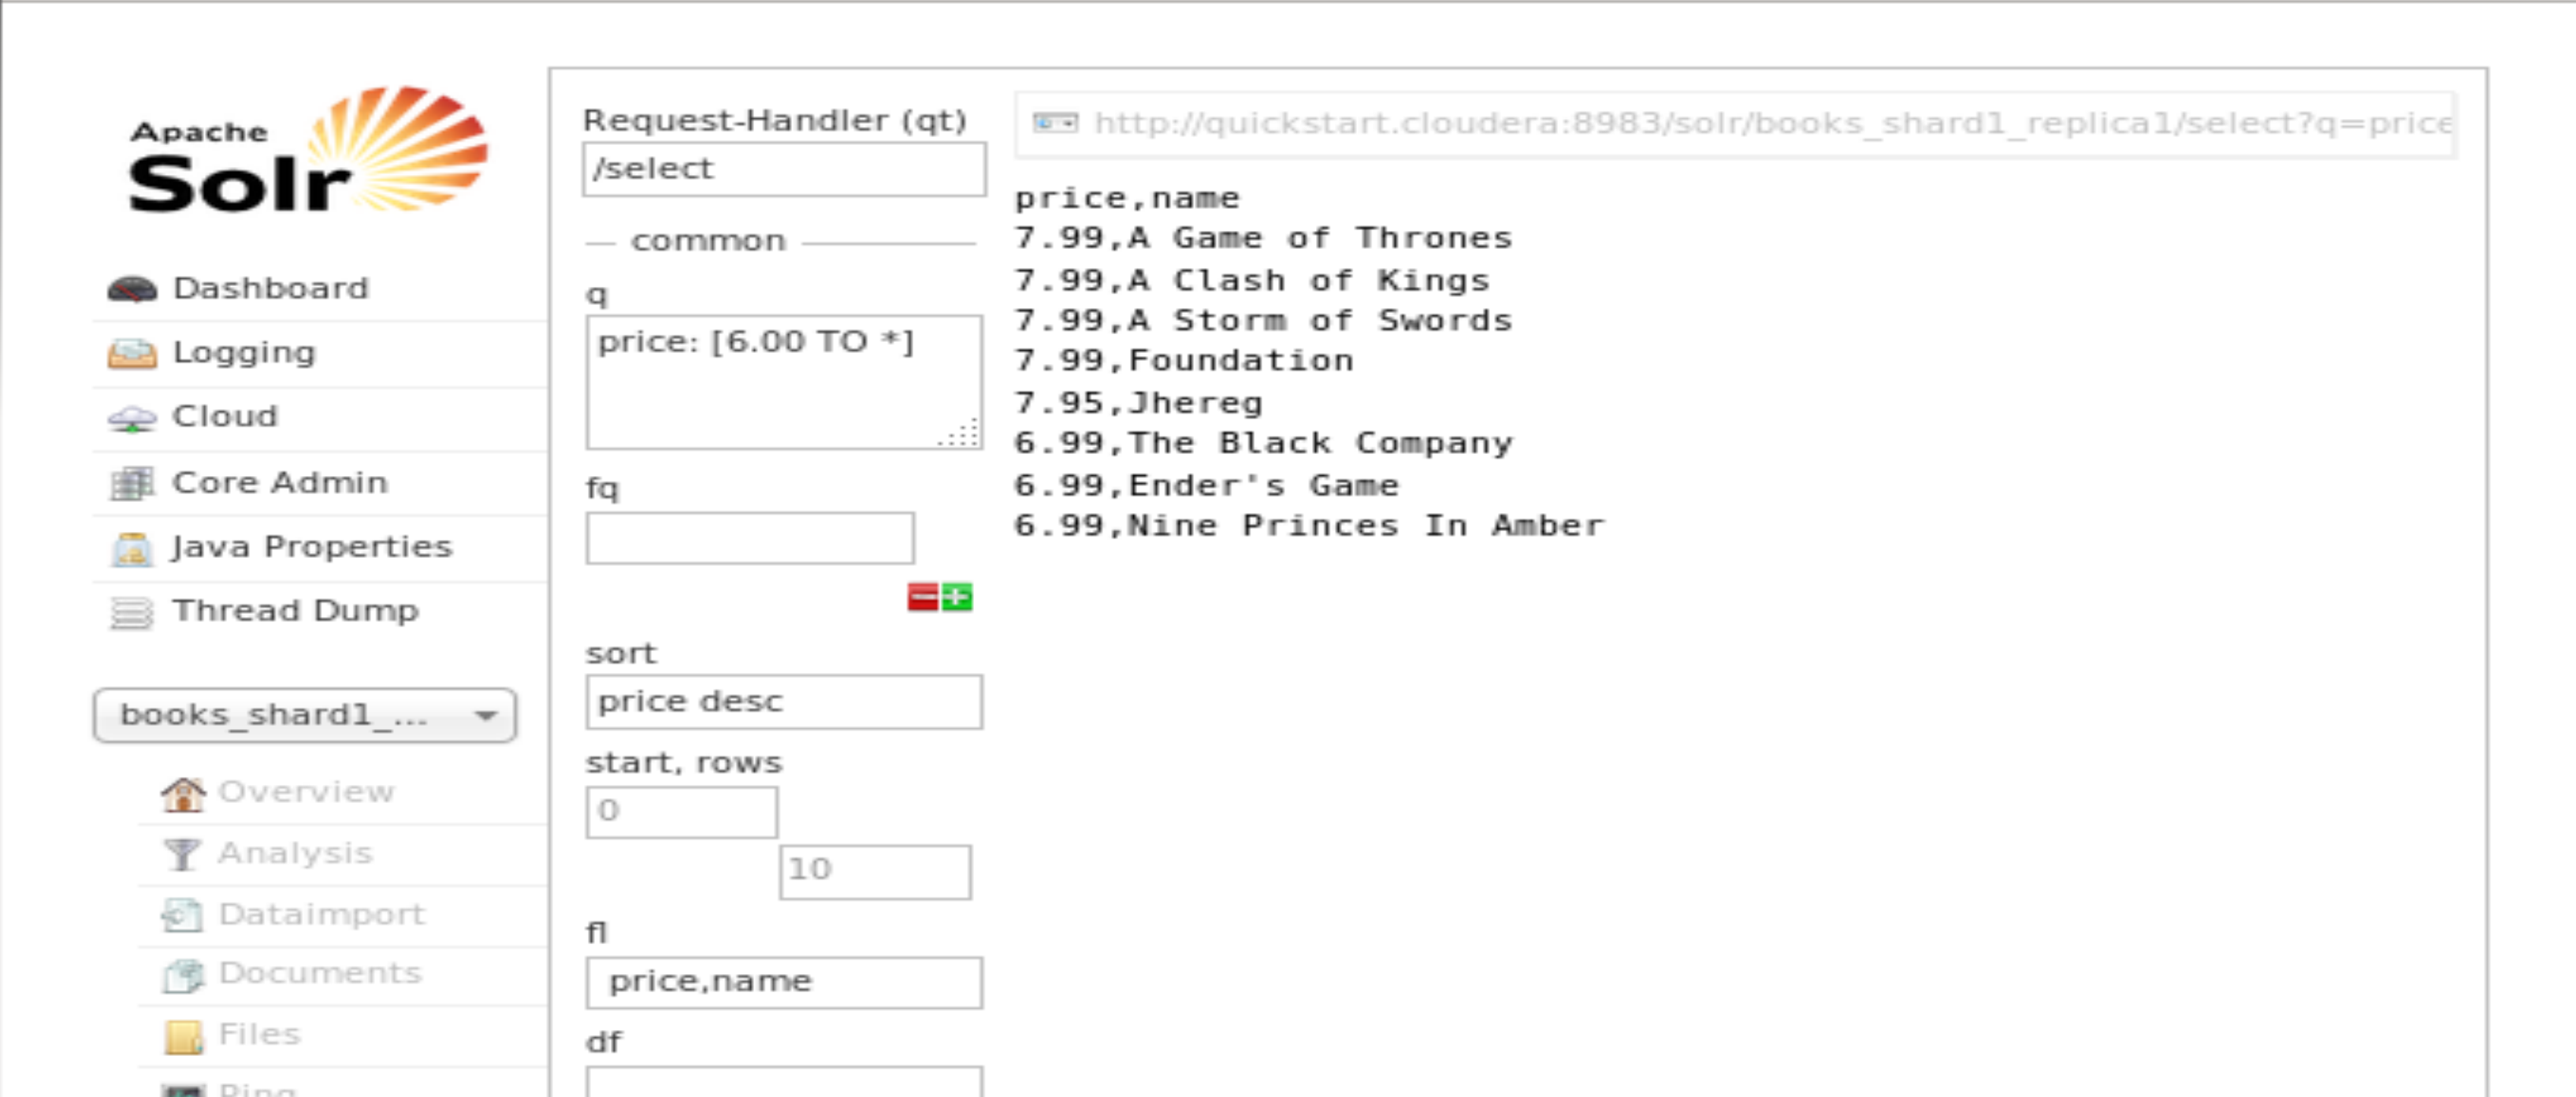 Apache
Solr
Dashboard
Logging
Cloud
Core Admin
Java Properties
Thread Dump
books_shard1_...
Overview
Analysis
Dataimport
Documents
Files
Ping
Request-Handler (qt)
/select
common
q
price: [6.00 TO *]
fq
sort
price desc
start, rows
0
10
fl
price,name
df
http://quickstart.cloudera:8983/solr/books_shard1_replica1/select?q=price
price,name
7.99,A Game of Thrones
7.99,A Clash of Kings
7.99,A Storm of Swords
7.99,Foundation
7.95,Jhereg
6.99,The Black Company
6.99,Ender's Game
6.99,Nine Princes In Amber